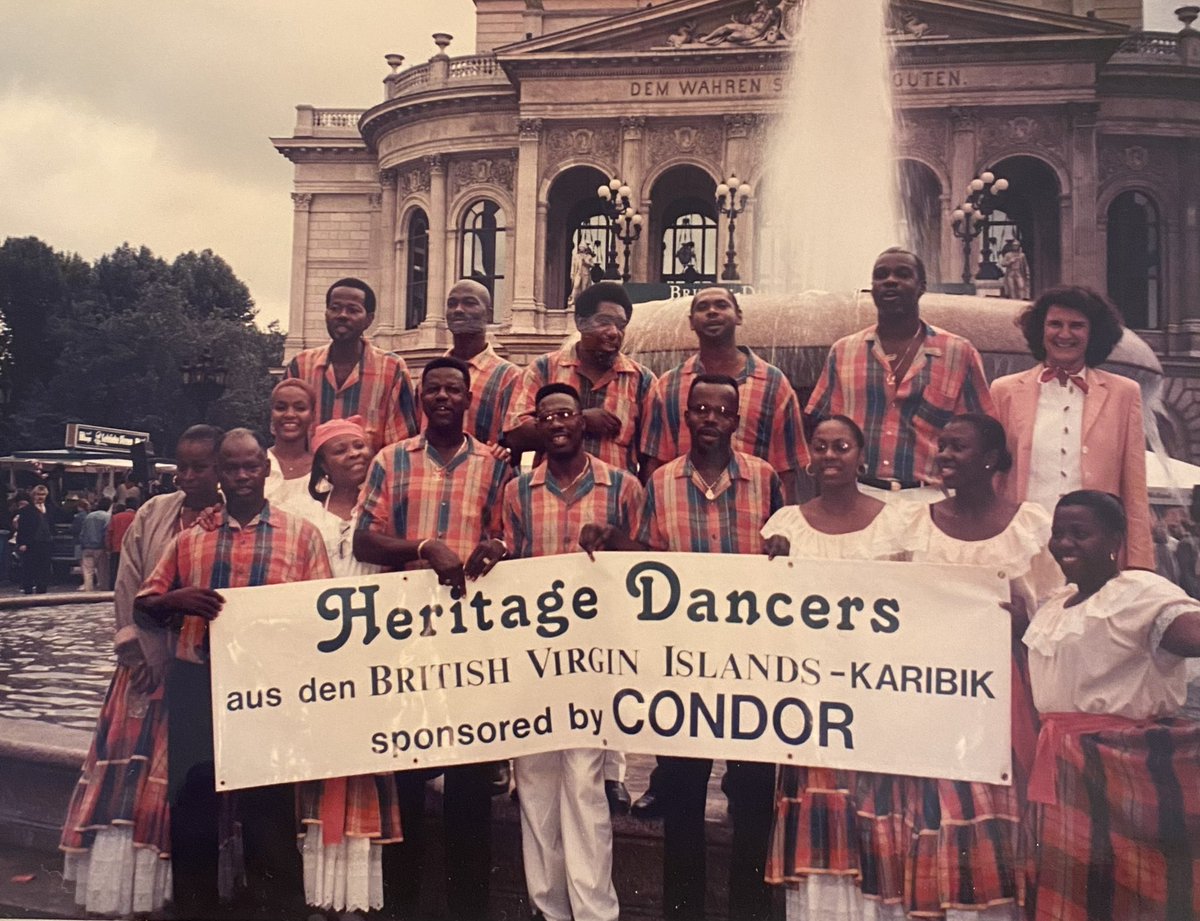 DEM WAHREN S
GUTEN.
Heritage Dancers
aus den BRITISH VIRGIN ISLANDS-KARIBIK
sponsored by CONDOR